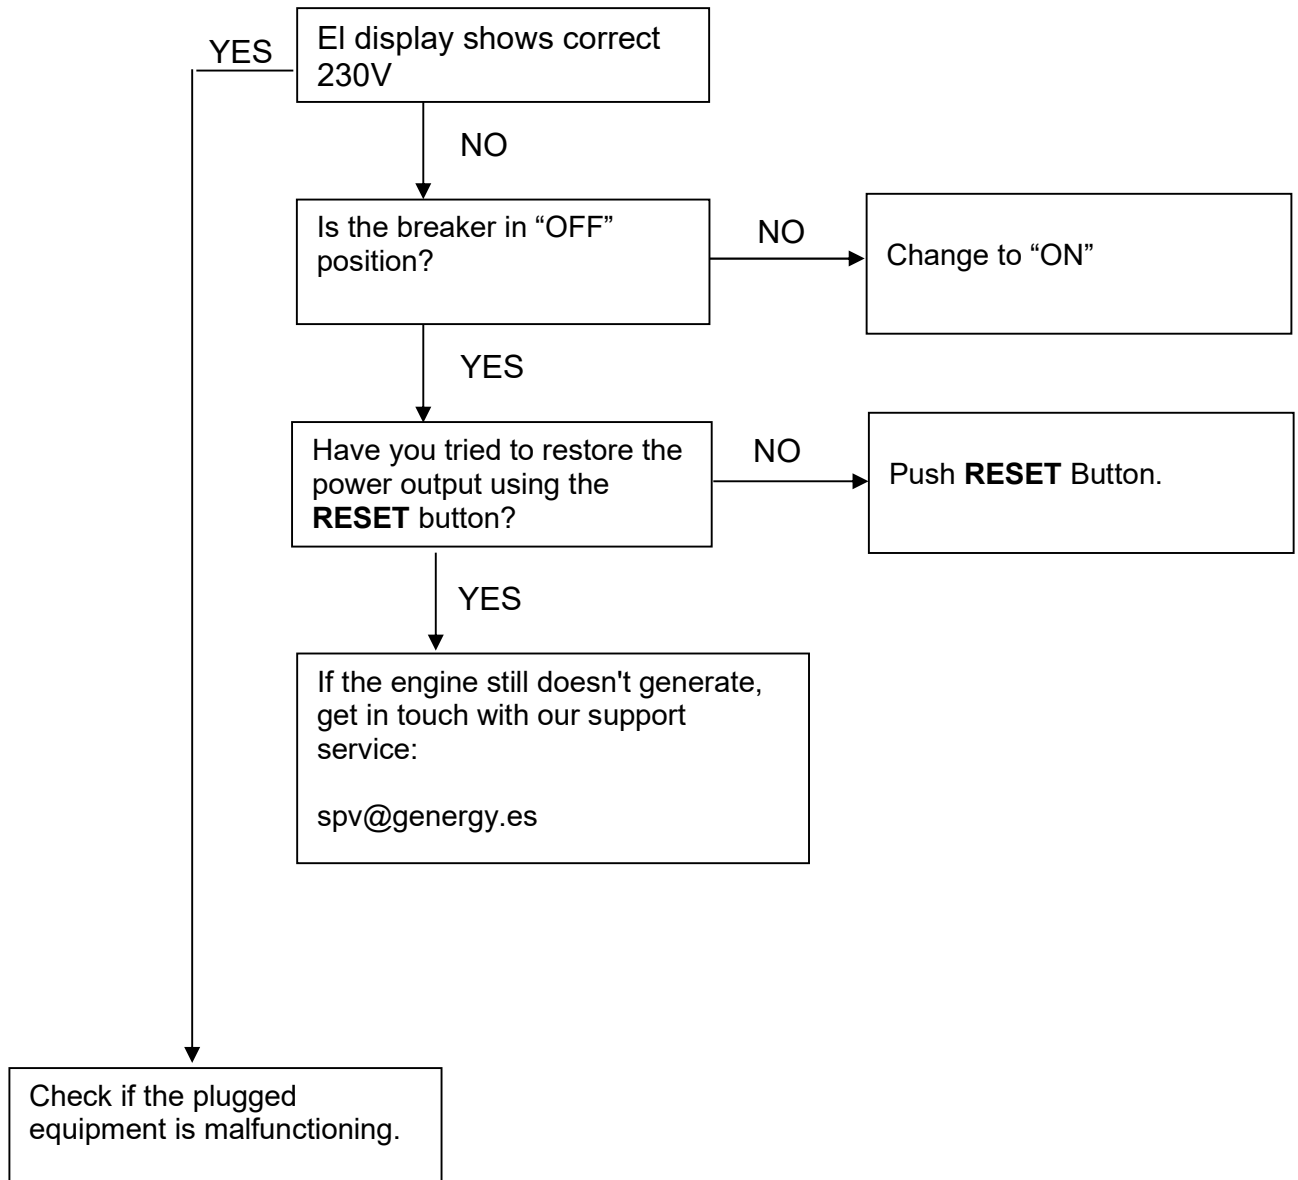 El display shows correct
230V
YES
NO
Is the breaker in “OFF”
position?
NO
Change to “ON”
YES
Have you tried to restore the
power output using the
RESET button?
NO
Push RESET Button.
YES
If the engine still doesn't generate,
get in touch with our support
service:
spv@genergy.es
Check if the plugged
equipment is malfunctioning.